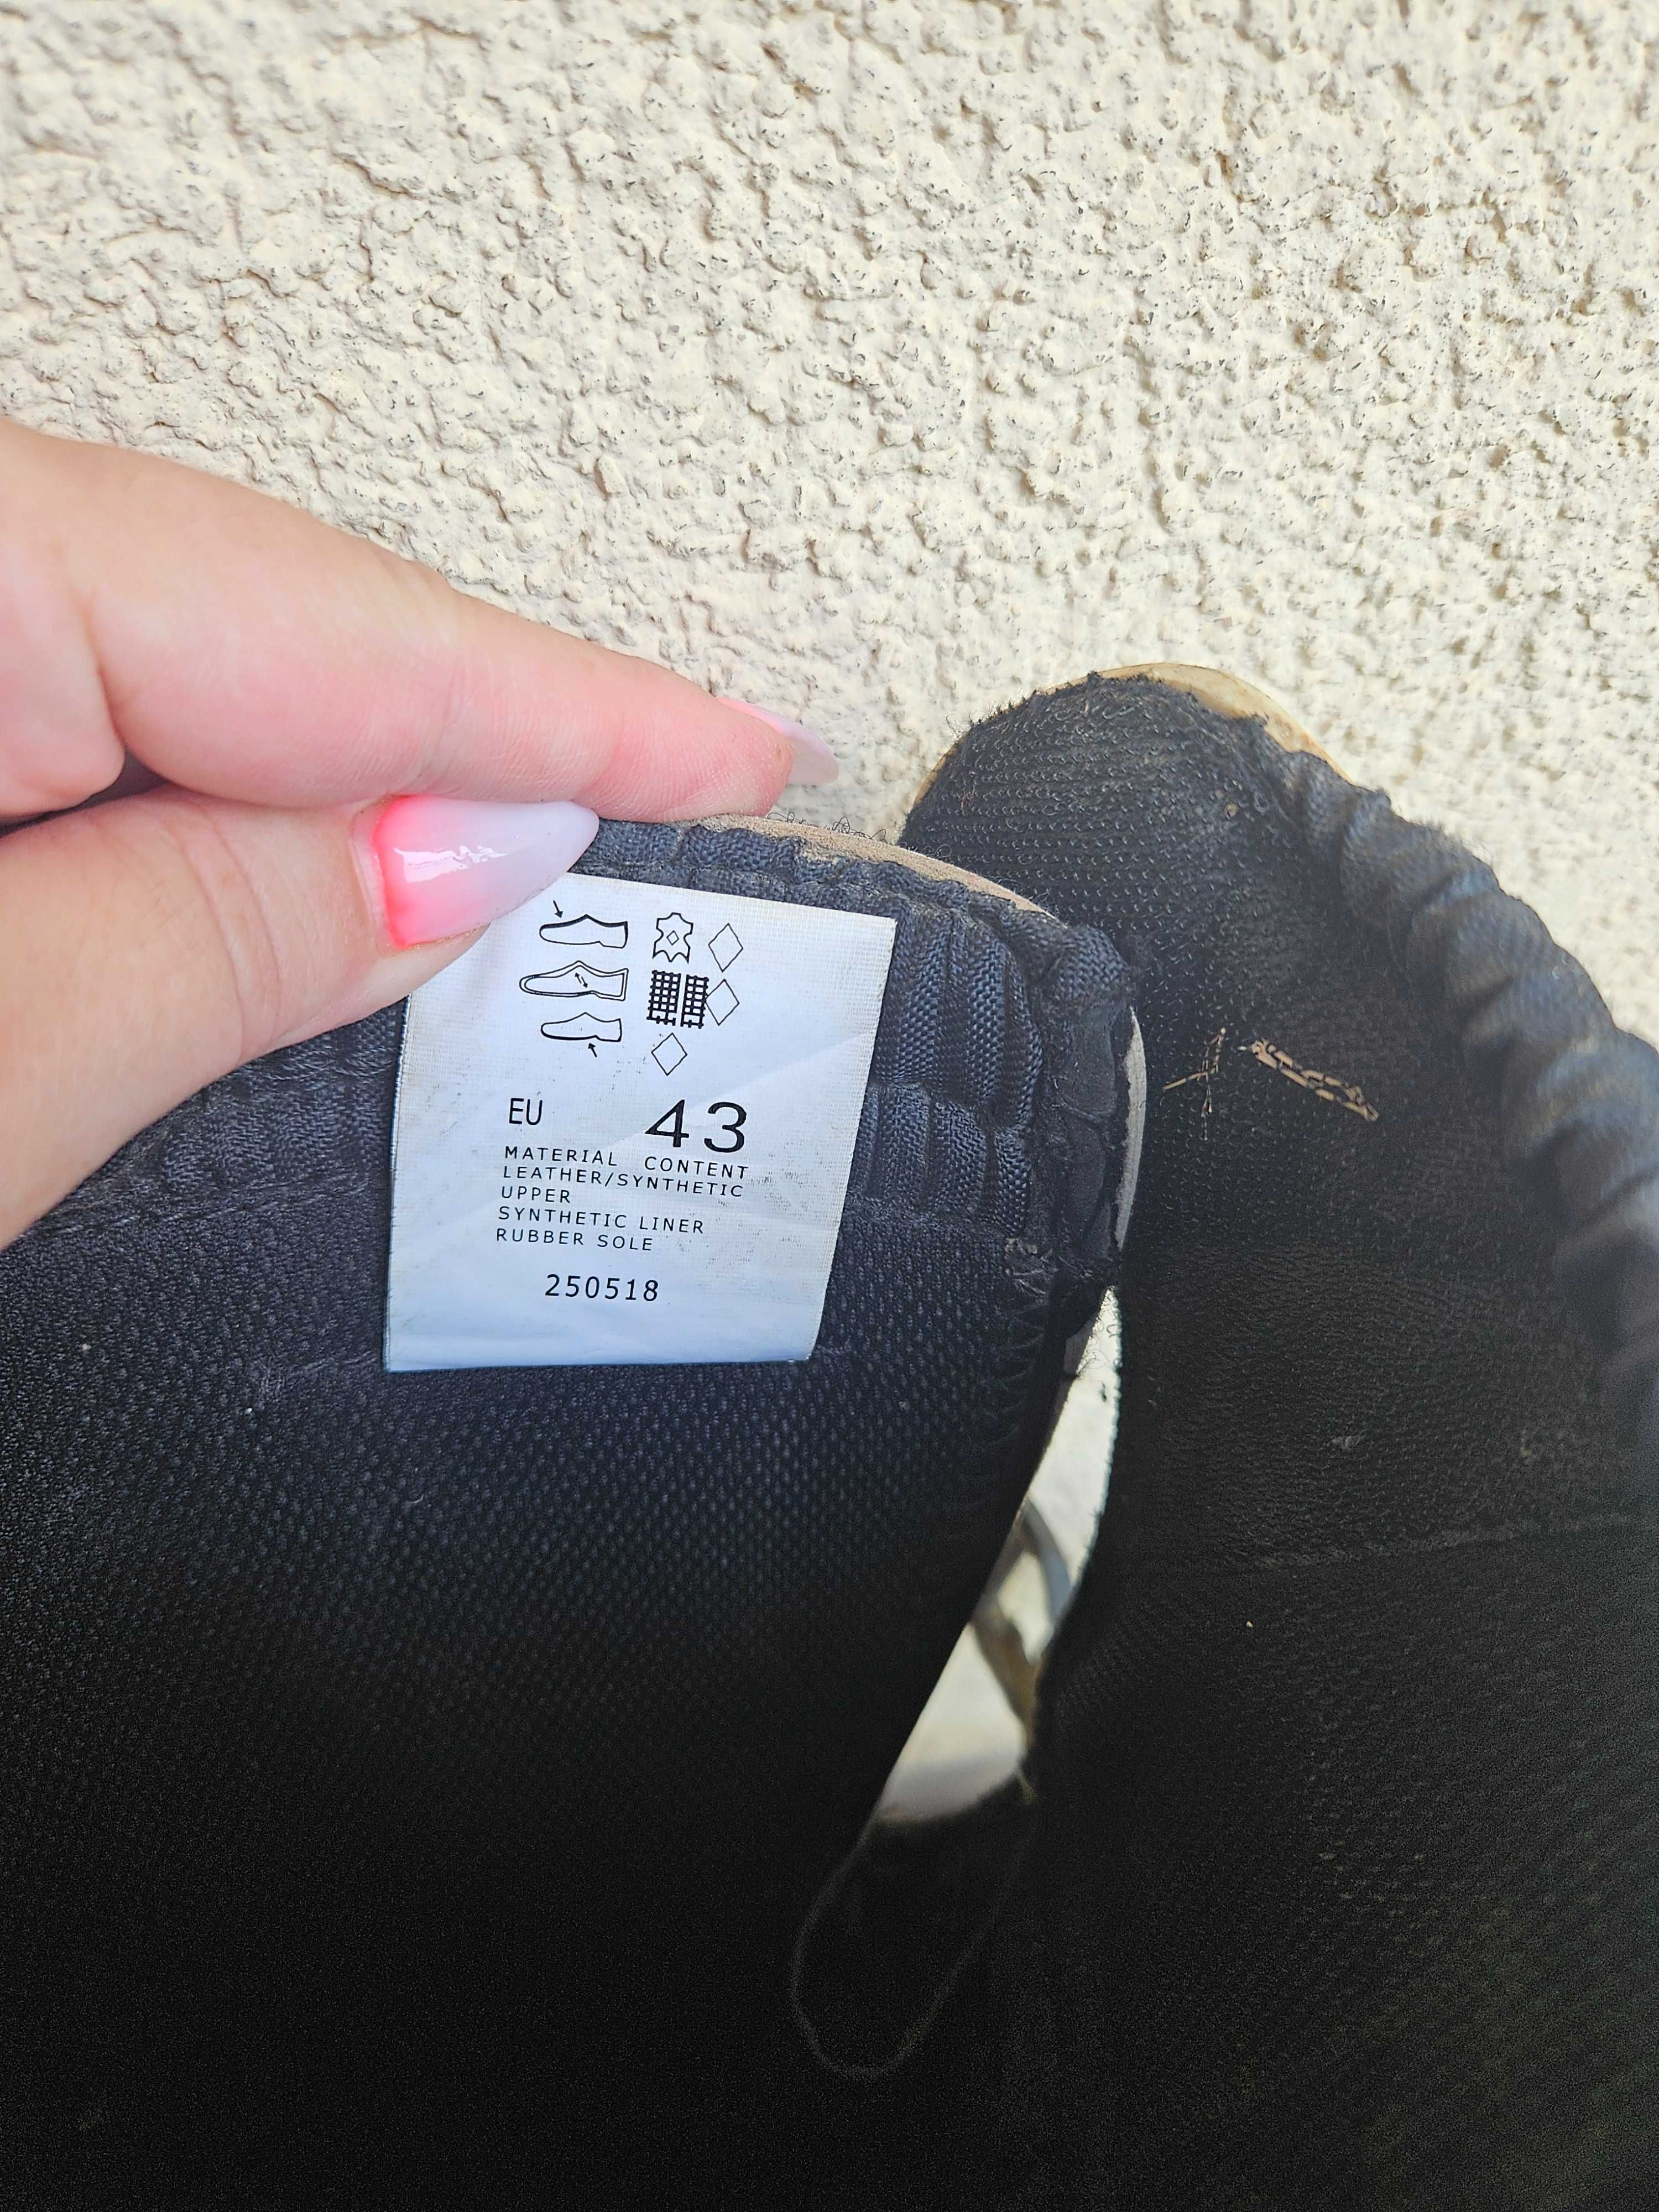 EU 43
MATERIAL CONTENT
LEATHER/SYNTHETIC
UPPER
SYNTHETIC LINER
RUBBER SOLE
250518